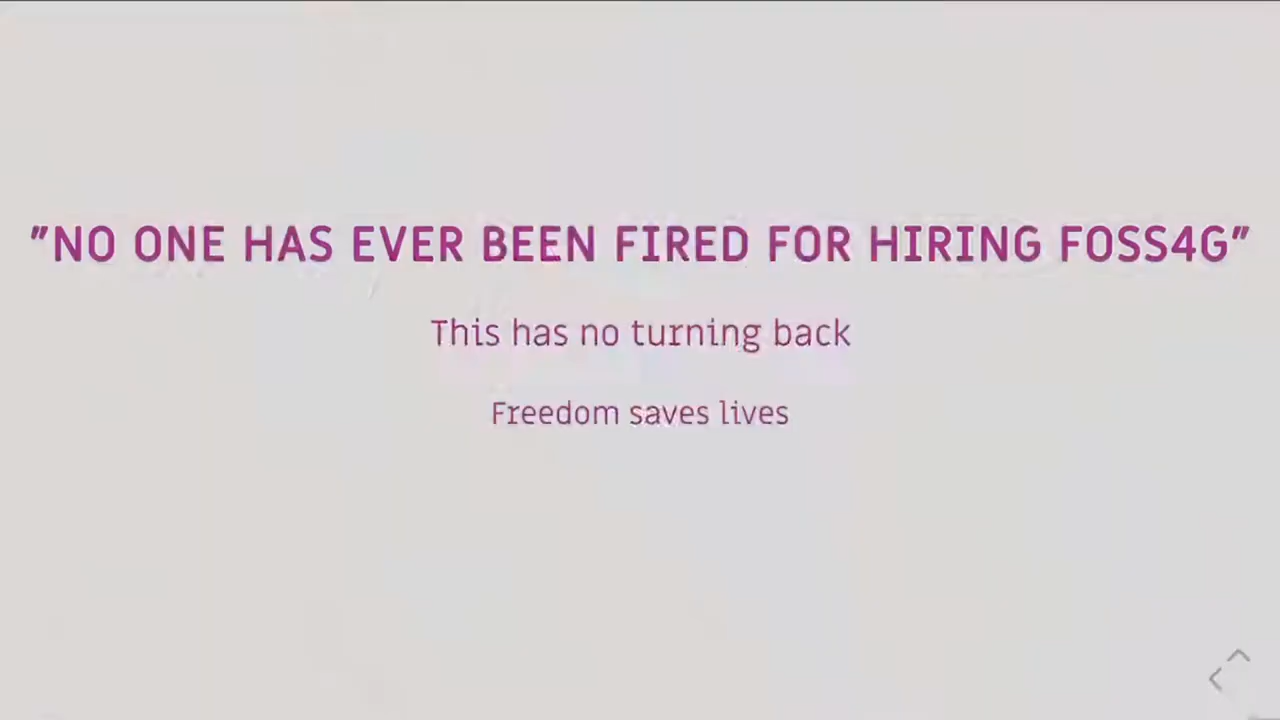 "NO ONE HAS EVER BEEN FIRED FOR HIRING FOSS4G"
This has no turning back
Freedom saves lives